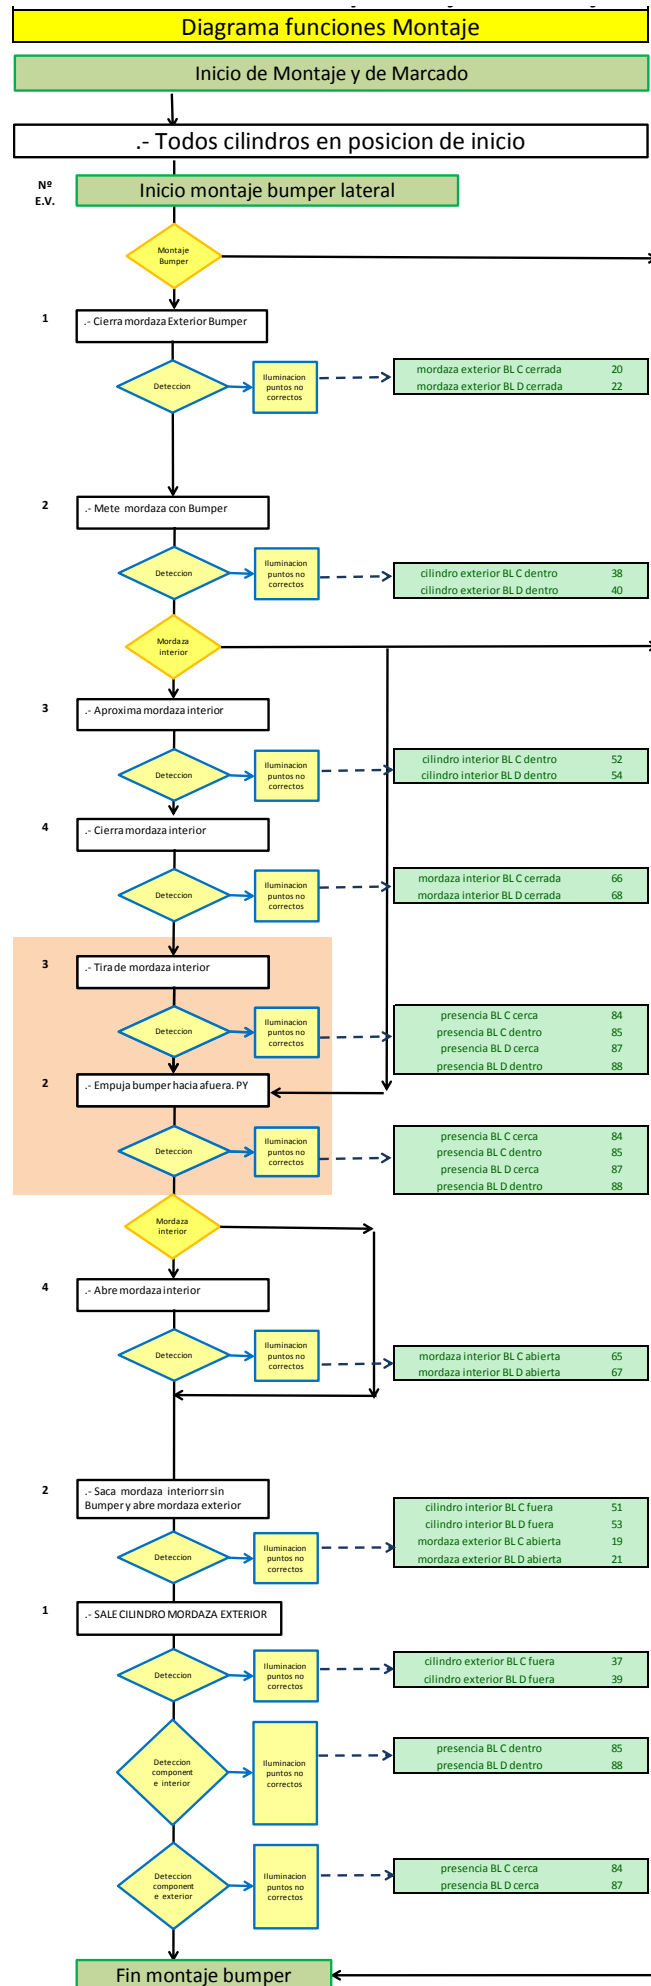 Diagrama funciones Montaje
Inicio de Montaje y de Marcado
.- Todos cilindros en posicion de inicio
Nº
E.V.
Inicio montaje bumper lateral
Montaje
Bumper
1
.- Cierra mordaza Exterior Bumper
Deteccion
Iluminacion
puntos no
correctos
mordaza exterior BL C cerrada 20
mordaza exterior BL D cerrada 22
2
.- Mete mordaza con Bumper
Deteccion
Iluminacion
puntos no
correctos
cilindro exterior BL C dentro 38
cilindro exterior BL D dentro 40
Mordaza
interior
3
.- Aproxima mordaza interior
Deteccion
Iluminacion
puntos no
correctos
cilindro interior BL C dentro 52
cilindro interior BL D dentro 54
4
.- Cierra mordaza interior
Deteccion
Iluminacion
puntos no
correctos
mordaza interior BL C cerrada 66
mordaza interior BL D cerrada 68
3
.- Tira de mordaza interior
Deteccion
Iluminacion
puntos no
correctos
presencia BL C cerca 84
presencia BL C dentro 85
presencia BL D cerca 87
presencia BL D dentro 88
2
.- Empuja bumper hacia afuera. PY
Deteccion
Iluminacion
puntos no
correctos
presencia BL C cerca 84
presencia BL C dentro 85
presencia BL D cerca 87
presencia BL D dentro 88
Mordaza
interior
4
.- Abre mordaza interior
Deteccion
Iluminacion
puntos no
correctos
mordaza interior BL C abierta 65
mordaza interior BL D abierta 67
2
.- Saca mordaza interiorr sin
Bumper y abre mordaza exterior
Deteccion
Iluminacion
puntos no
correctos
cilindro interior BL C fuera 51
cilindro interior BL D fuera 53
mordaza exterior BL C abierta 19
mordaza exterior BL D abierta 21
1
.- SALE CILINDRO MORDAZA EXTERIOR
Deteccion
Iluminacion
puntos no
correctos
cilindro exterior BL C fuera 37
cilindro exterior BL D fuera 39
Deteccion
component
e interior
Iluminacion
puntos no
correctos
presencia BL C dentro 85
presencia BL D dentro 88
Deteccion
component
e exterior
Iluminacion
puntos no
correctos
presencia BL C cerca 84
presencia BL D cerca 87
Fin montaje bumper